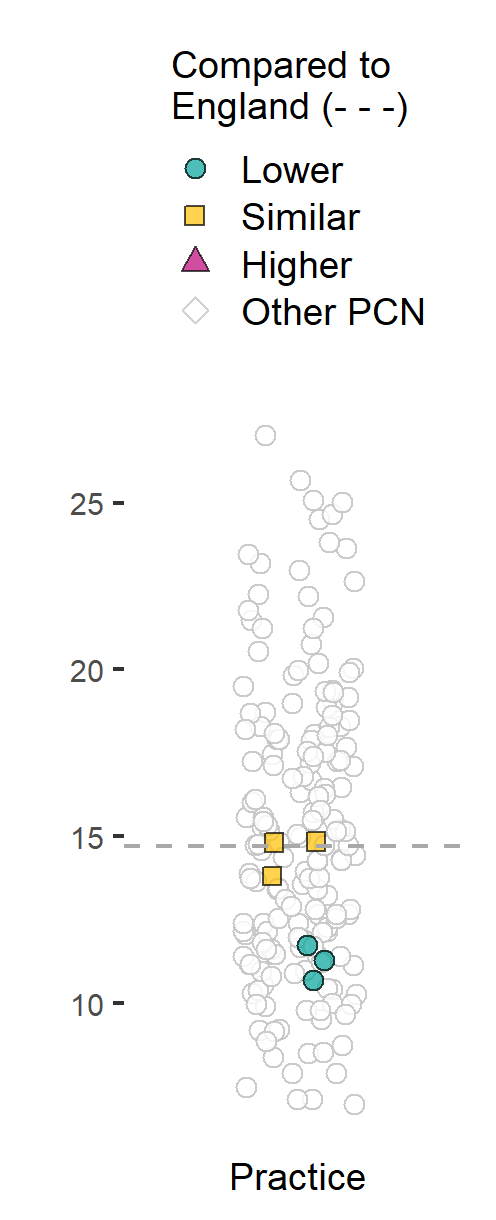 Compared to
England (- - -)
Lower
Similar
Higher
Other PCN
25
20
15
10
Practice